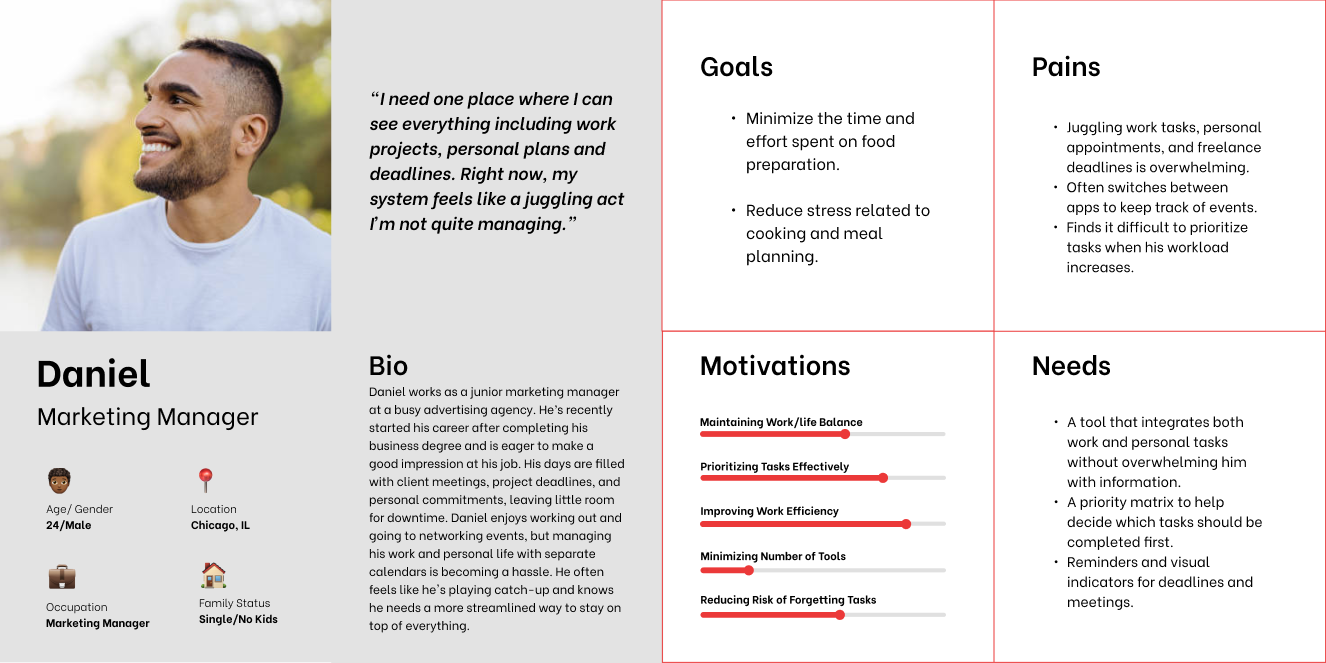 “I need one place where I can
see everything including work
projects, personal plans and
deadlines. Right now, my
system feels like a juggling act
I’m not quite managing.”
Goals
• Minimize the time and
effort spent on food
preparation.
• Reduce stress related to
cooking and meal
planning.
Pains
• Juggling work tasks, personal
appointments, and freelance
deadlines is overwhelming.
• Often switches between
apps to keep track of events.
• Finds it difficult to prioritize
tasks when his workload
increases.
Daniel
Marketing Manager
Age/ Gender
24/Male
Location
Chicago, IL
Occupation
Marketing Manager
Family Status
Single/No Kids
Bio
Daniel works as a junior marketing manager
at a busy advertising agency. He’s recently
started his career after completing his
business degree and is eager to make a
good impression at his job. His days are filled
with client meetings, project deadlines, and
personal commitments, leaving little room
for downtime. Daniel enjoys working out and
going to networking events, but managing
his work and personal life with separate
calendars is becoming a hassle. He often
feels like he’s playing catch-up and knows
he needs a more streamlined way to stay on
top of everything.
Motivations
Maintaining Work/life Balance
Prioritizing Tasks Effectively
Improving Work Efficiency
Minimizing Number of Tools
Reducing Risk of Forgetting Tasks
Needs
• A tool that integrates both
work and personal tasks
without overwhelming him
with information.
• A priority matrix to help
decide which tasks should be
completed first.
• Reminders and visual
indicators for deadlines and
meetings.